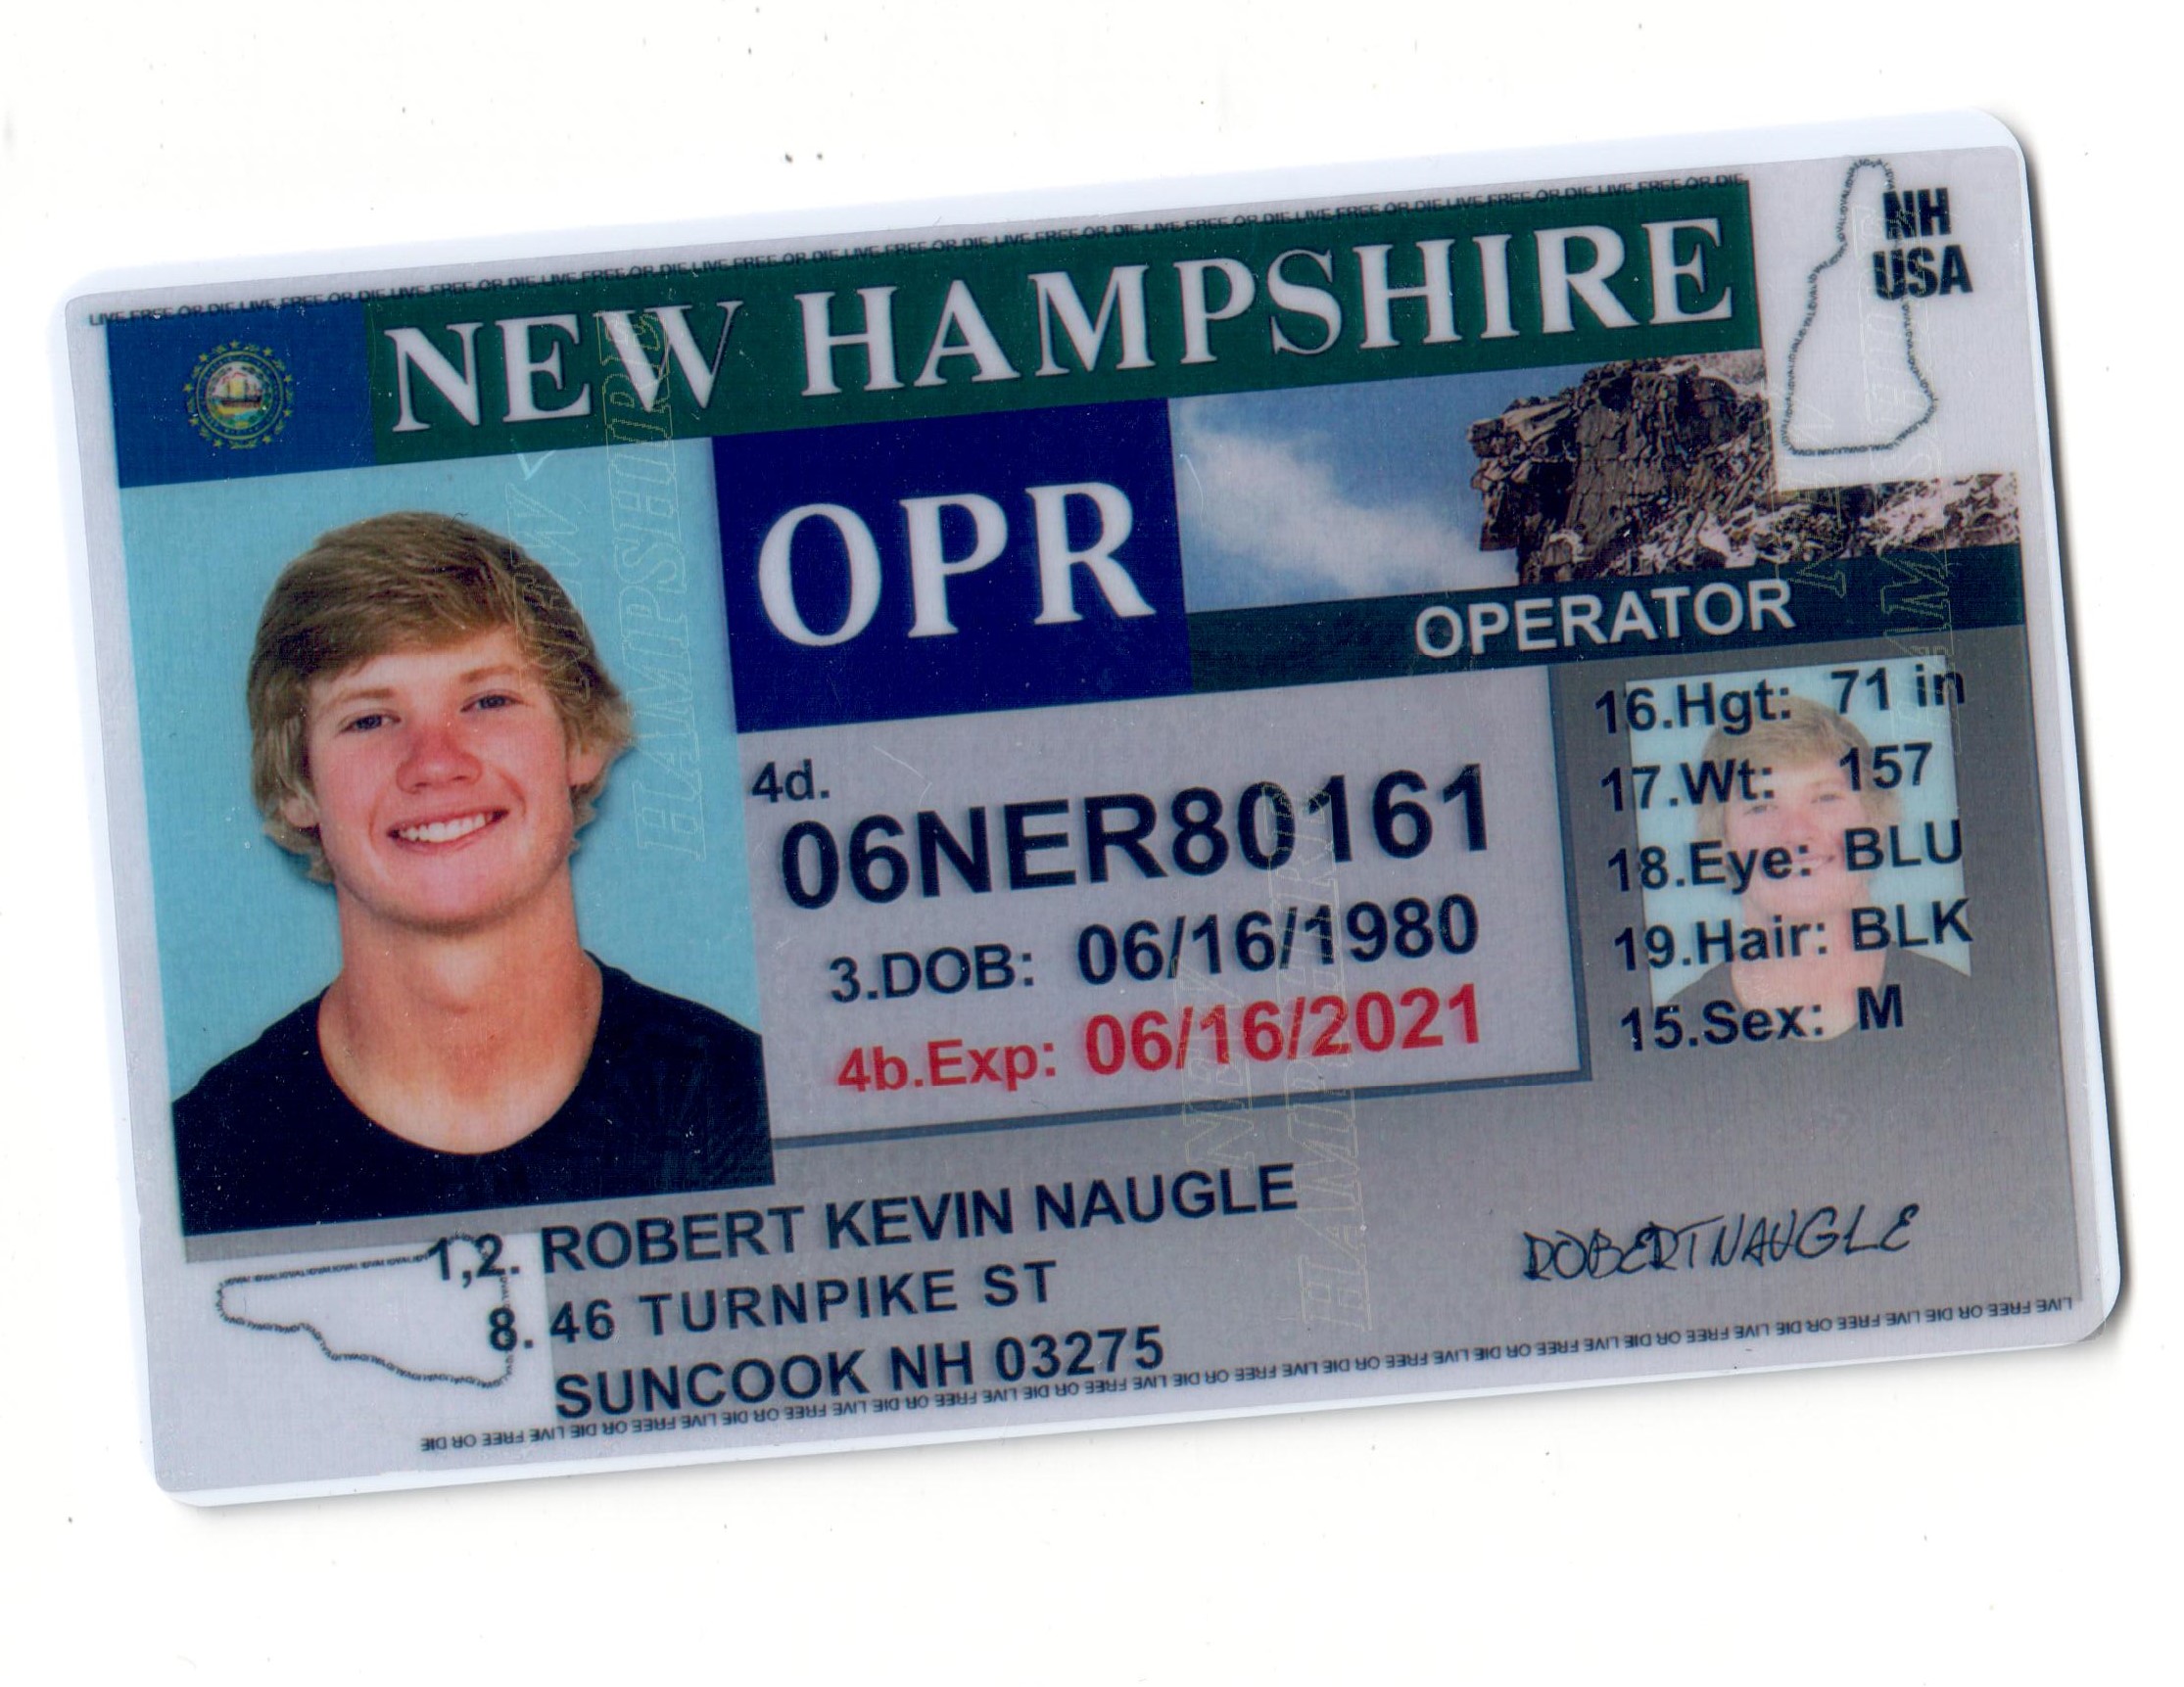 LIVE FREE OR DIE LIVE FREE OR DIE LIVE FREE OR DIE LIVE FREE OR DIE LIVE FREE OR DIE LIVE FREE OR DIE LIVE FREE OR DIE LIVE FREE OR DIE LIVE FREE OR DIE
NEW HAMPSHIRE
NH
USA
OPR
OPERATOR
4d.
06NER80161
3.DOB: 06/16/1980
4b.Exp: 06/16/2021
16.Hgt: 71 in
17.Wt: 157
18.Eye: BLU
19.Hair: BLK
15.Sex: M
1,2. ROBERT KEVIN NAUGLE
8. 46 TURNPIKE ST
SUNCOOK NH 03275
ROBERTNAUGLE
LIVE FREE OR DIE LIVE FREE OR DIE LIVE FREE OR DIE LIVE FREE OR DIE LIVE FREE OR DIE LIVE FREE OR DIE LIVE FREE OR DIE LIVE FREE OR DIE LIVE FREE OR DIE LIVE FREE OR DIE LIVE FREE OR DIE
NEW HAMPSHIRE
NEW HAMPSHIRE
NEW HAMPSHIRE